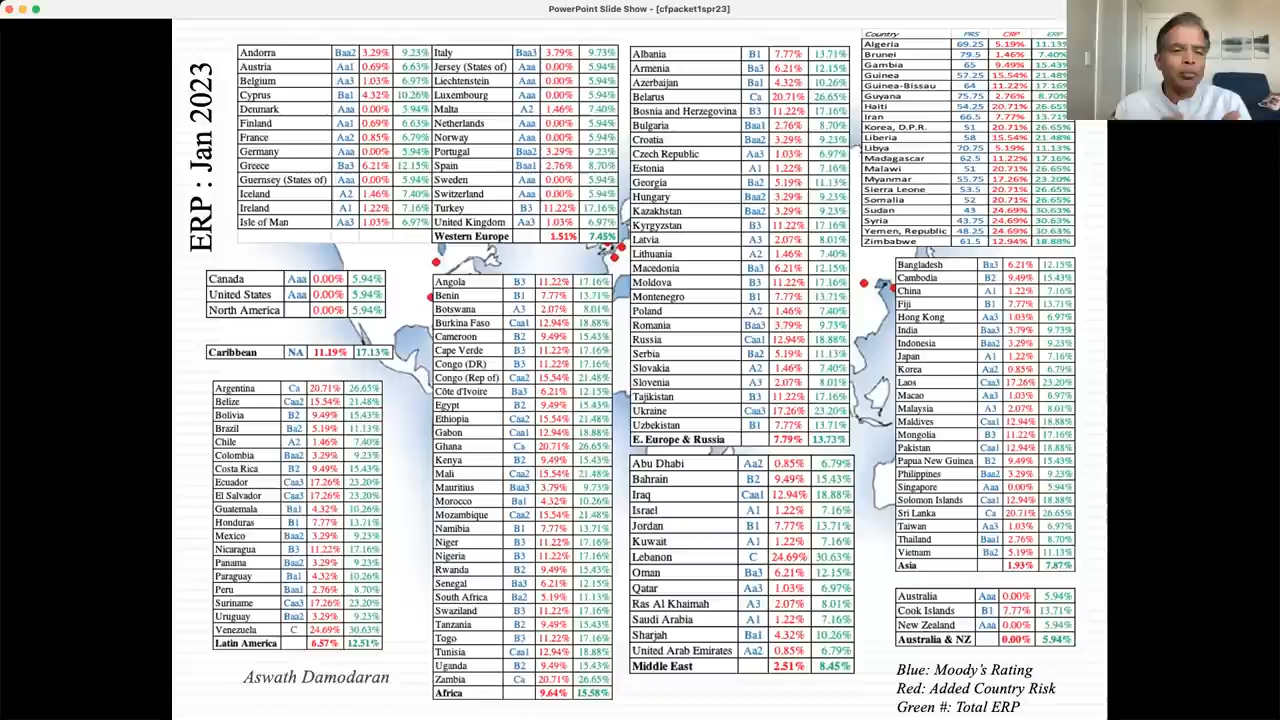 PowerPoint Slide Show - [cfpacket1spr23]
ERP : Jan 2023
Andorra Baa2 3.29% 9.23% Italy Baa3 3.79% 9.73%
Austria Aa1 0.69% 6.63% Jersey (States of) Aaa 0.00% 5.94%
Belgium Aa3 1.03% 6.97% Liechtenstein Aaa 0.00% 5.94%
Cyprus Ba1 4.32% 10.26% Luxembourg Aaa 0.00% 5.94%
Denmark Aaa 0.00% 5.94% Malta A2 1.46% 7.40%
Finland Aa1 0.69% 6.63% Netherlands Aaa 0.00% 5.94%
France Aa2 0.85% 6.79% Norway Aaa 0.00% 5.94%
Germany Aaa 0.00% 5.94% Portugal Baa2 3.29% 9.23%
Greece Ba3 6.21% 12.15% Spain Baa1 2.76% 8.70%
Guernsey (States of) Aaa 0.00% 5.94% Sweden Aaa 0.00% 5.94%
Iceland A2 1.46% 7.40% Switzerland Aaa 0.00% 5.94%
Ireland A1 1.22% 7.16% Turkey B3 11.22% 17.16%
Isle of Man Aa3 1.03% 6.97% United Kingdom Aa3 1.03% 6.97%
Western Europe 1.51% 7.45%
Canada Aaa 0.00% 5.94%
United States Aaa 0.00% 5.94%
North America Aaa 0.00% 5.94%
Caribbean NA 11.19% 17.13%
Argentina Ca 20.71% 26.65%
Belize Caa2 15.54% 21.48%
Bolivia B2 9.49% 15.43%
Brazil Ba2 5.19% 11.13%
Chile A2 1.46% 7.40%
Colombia Baa2 3.29% 9.23%
Costa Rica B2 9.49% 15.43%
Ecuador Caa3 17.26% 23.20%
El Salvador Caa3 17.26% 23.20%
Guatemala Ba1 4.32% 10.26%
Honduras B1 7.77% 13.71%
Mexico Baa2 3.29% 9.23%
Nicaragua B3 11.22% 17.16%
Panama Baa2 3.29% 9.23%
Paraguay Ba1 4.32% 10.26%
Peru Baa1 2.76% 8.70%
Suriname Caa3 17.26% 23.20%
Uruguay Baa2 3.29% 9.23%
Venezuela C 24.69% 30.63%
Latin America 6.57% 12.51%
Aswath Damodaran
Angola B3 11.22% 17.16%
Benin B1 7.77% 13.71%
Botswana A3 2.07% 8.01%
Burkina Faso Caa1 12.94% 18.88%
Cameroon B2 9.49% 15.43%
Cape Verde B3 11.22% 17.16%
Congo (DR) B3 11.22% 17.16%
Congo (Rep of) Caa2 15.54% 21.48%
Côte d'Ivoire Ba3 6.21% 12.15%
Egypt B2 9.49% 15.43%
Ethiopia Caa2 15.54% 21.48%
Gabon Caa1 12.94% 18.88%
Ghana Ca 20.71% 26.65%
Kenya B2 9.49% 15.43%
Mali Caa2 15.54% 21.48%
Mauritius Baa3 3.79% 9.73%
Morocco Ba1 4.32% 10.26%
Mozambique Caa2 15.54% 21.48%
Namibia B1 7.77% 13.71%
Niger B3 11.22% 17.16%
Nigeria B3 11.22% 17.16%
Rwanda B2 9.49% 15.43%
Senegal Ba3 6.21% 12.15%
South Africa Ba2 5.19% 11.13%
Swaziland B3 11.22% 17.16%
Tanzania B2 9.49% 15.43%
Togo B3 11.22% 17.16%
Tunisia Caa1 12.94% 18.88%
Uganda B2 9.49% 15.43%
Zambia Ca 20.71% 26.65%
Africa 9.64% 15.58%
Albania B1 7.77% 13.71%
Armenia Ba3 6.21% 12.15%
Azerbaijan Ba1 4.32% 10.26%
Belarus Ca 20.71% 26.65%
Bosnia and Herzegovina B3 11.22% 17.16%
Bulgaria Baa1 2.76% 8.70%
Croatia Baa2 3.29% 9.23%
Czech Republic Aa3 1.03% 6.97%
Estonia A1 1.22% 7.16%
Georgia Ba2 5.19% 11.13%
Hungary Baa2 3.29% 9.23%
Kazakhstan Baa2 3.29% 9.23%
Kyrgyzstan B3 11.22% 17.16%
Latvia A3 2.07% 8.01%
Lithuania A2 1.46% 7.40%
Macedonia Ba3 6.21% 12.15%
Moldova B3 11.22% 17.16%
Montenegro B1 7.77% 13.71%
Poland A2 1.46% 7.40%
Romania Baa3 3.79% 9.73%
Russia Caa1 12.94% 18.88%
Serbia Ba2 5.19% 11.13%
Slovakia A2 1.46% 7.40%
Slovenia A3 2.07% 8.01%
Tajikistan B3 11.22% 17.16%
Ukraine Caa3 17.26% 23.20%
Uzbekistan B1 7.77% 13.71%
E. Europe & Russia 7.79% 13.73%
Abu Dhabi Aa2 0.85% 6.79%
Bahrain B2 9.49% 15.43%
Iraq Caa1 12.94% 18.88%
Israel A1 1.22% 7.16%
Jordan B1 7.77% 13.71%
Kuwait A1 1.22% 7.16%
Lebanon C 24.69% 30.63%
Oman Ba3 6.21% 12.15%
Qatar Aa3 1.03% 6.97%
Ras Al Khaimah A3 2.07% 8.01%
Saudi Arabia A1 1.22% 7.16%
Sharjah Ba1 4.32% 10.26%
United Arab Emirates Aa2 0.85% 6.79%
Middle East 2.51% 8.45%
Country PRS CRP ERP
Algeria 69.25 5.19% 11.13%
Brunei 79.5 1.46% 7.40%
Gambia 65 9.49% 15.43%
Guinea 57.25 15.54% 21.48%
Guinea-Bissau 64 11.22% 17.16%
Guyana 75.75 2.76% 8.70%
Haiti 54.25 20.71% 26.65%
Iran 66.5 7.77% 13.71%
Korea, D.P.R. 51 20.71% 26.65%
Liberia 58 15.54% 21.48%
Libya 70.75 5.19% 11.13%
Madagascar 62.5 11.22% 17.16%
Malawi 51 20.71% 26.65%
Myanmar 55.75 17.26% 23.20%
Sierra Leone 53.5 20.71% 26.65%
Somalia 52 20.71% 26.65%
Sudan 43 24.69% 30.63%
Syria 43.75 24.69% 30.63%
Yemen, Republic 48.25 24.69% 30.63%
Zimbabwe 61.5 12.94% 18.88%
Bangladesh Ba3 6.21% 12.15%
Cambodia B2 9.49% 15.43%
China A1 1.22% 7.16%
Fiji B1 7.77% 13.71%
Hong Kong Aa3 1.03% 6.97%
India Baa3 3.79% 9.73%
Indonesia Baa2 3.29% 9.23%
Japan A1 1.22% 7.16%
Korea Aa2 0.85% 6.79%
Laos Caa3 17.26% 23.20%
Macao Aa3 1.03% 6.97%
Malaysia A3 2.07% 8.01%
Maldives Caa1 12.94% 18.88%
Mongolia B3 11.22% 17.16%
Pakistan Caa1 12.94% 18.88%
Papua New Guinea B2 9.49% 15.43%
Philippines Baa2 3.29% 9.23%
Singapore Aaa 0.00% 5.94%
Solomon Islands Caa1 12.94% 18.88%
Sri Lanka Ca 20.71% 26.65%
Taiwan Aa3 1.03% 6.97%
Thailand Baa1 2.76% 8.70%
Vietnam Ba2 5.19% 11.13%
Asia 1.93% 7.87%
Australia Aaa 0.00% 5.94%
Cook Islands B1 7.77% 13.71%
New Zealand Aaa 0.00% 5.94%
Australia & NZ 0.00% 5.94%
Blue: Moody's Rating
Red: Added Country Risk
Green #: Total ERP